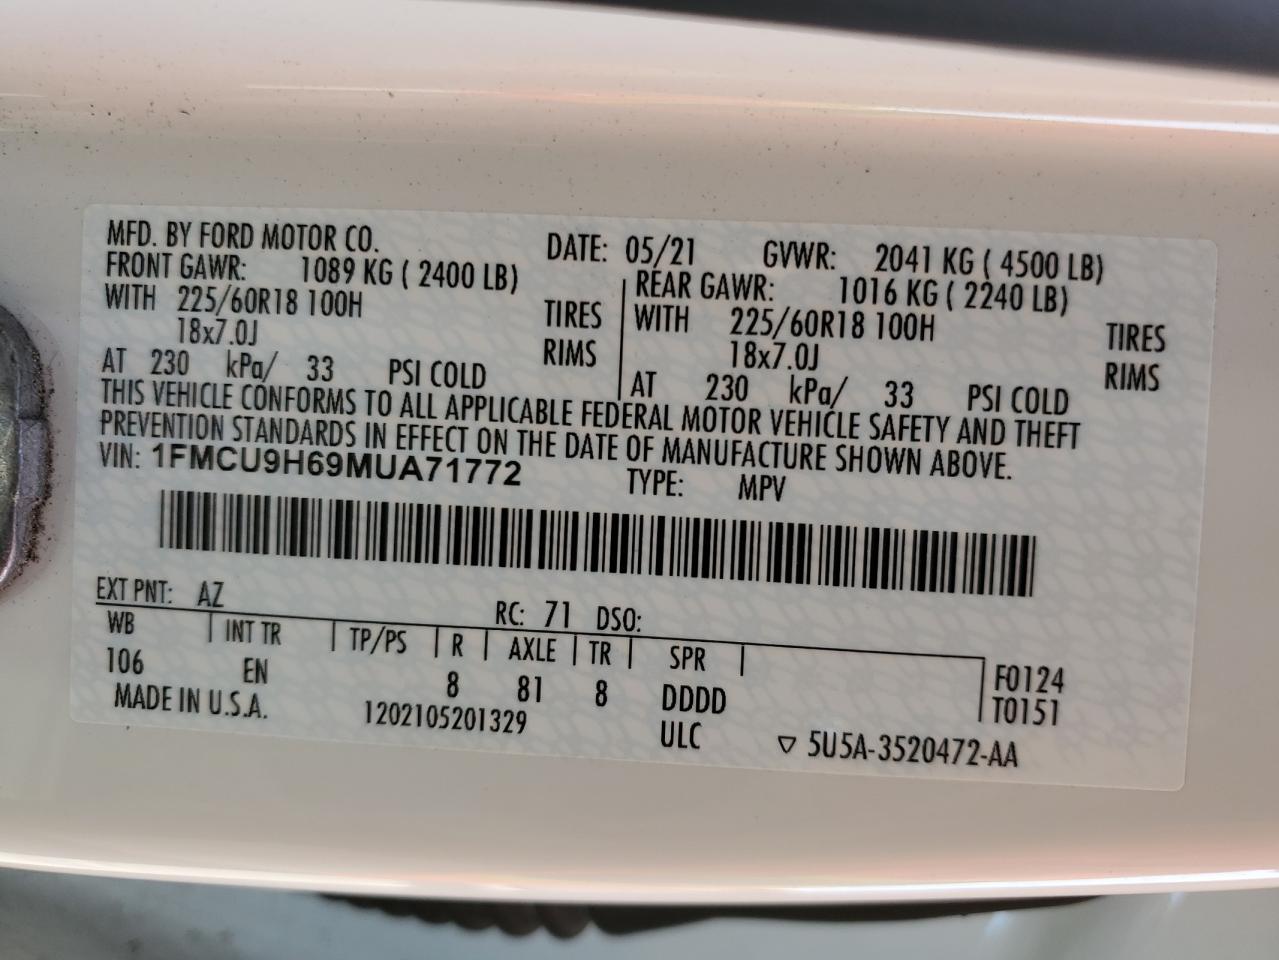 MFD. BY FORD MOTOR CO. DATE: 05/21 GVWR: 2041 KG ( 4500 LB)
FRONT GAWR: 1089 KG ( 2400 LB) REAR GAWR: 1016 KG ( 2240 LB)
WITH 225/60R18 100H TIRES WITH 225/60R18 100H TIRES
18x7.0J RIMS 18x7.0J RIMS
AT 230 kPa/ 33 PSI COLD AT 230 kPa/ 33 PSI COLD
THIS VEHICLE CONFORMS TO ALL APPLICABLE FEDERAL MOTOR VEHICLE SAFETY AND THEFT
PREVENTION STANDARDS IN EFFECT ON THE DATE OF MANUFACTURE SHOWN ABOVE.
VIN: 1FMCU9H69MUA71772 TYPE: MPV
EXT PNT: AZ RC: 71 DSO:
WB INT TR TP/PS R AXLE TR SPR F0124
106 EN 8 81 8 DDDD T0151
MADE IN U.S.A. 1202105201329 ULC ▽ 5U5A-3520472-AA